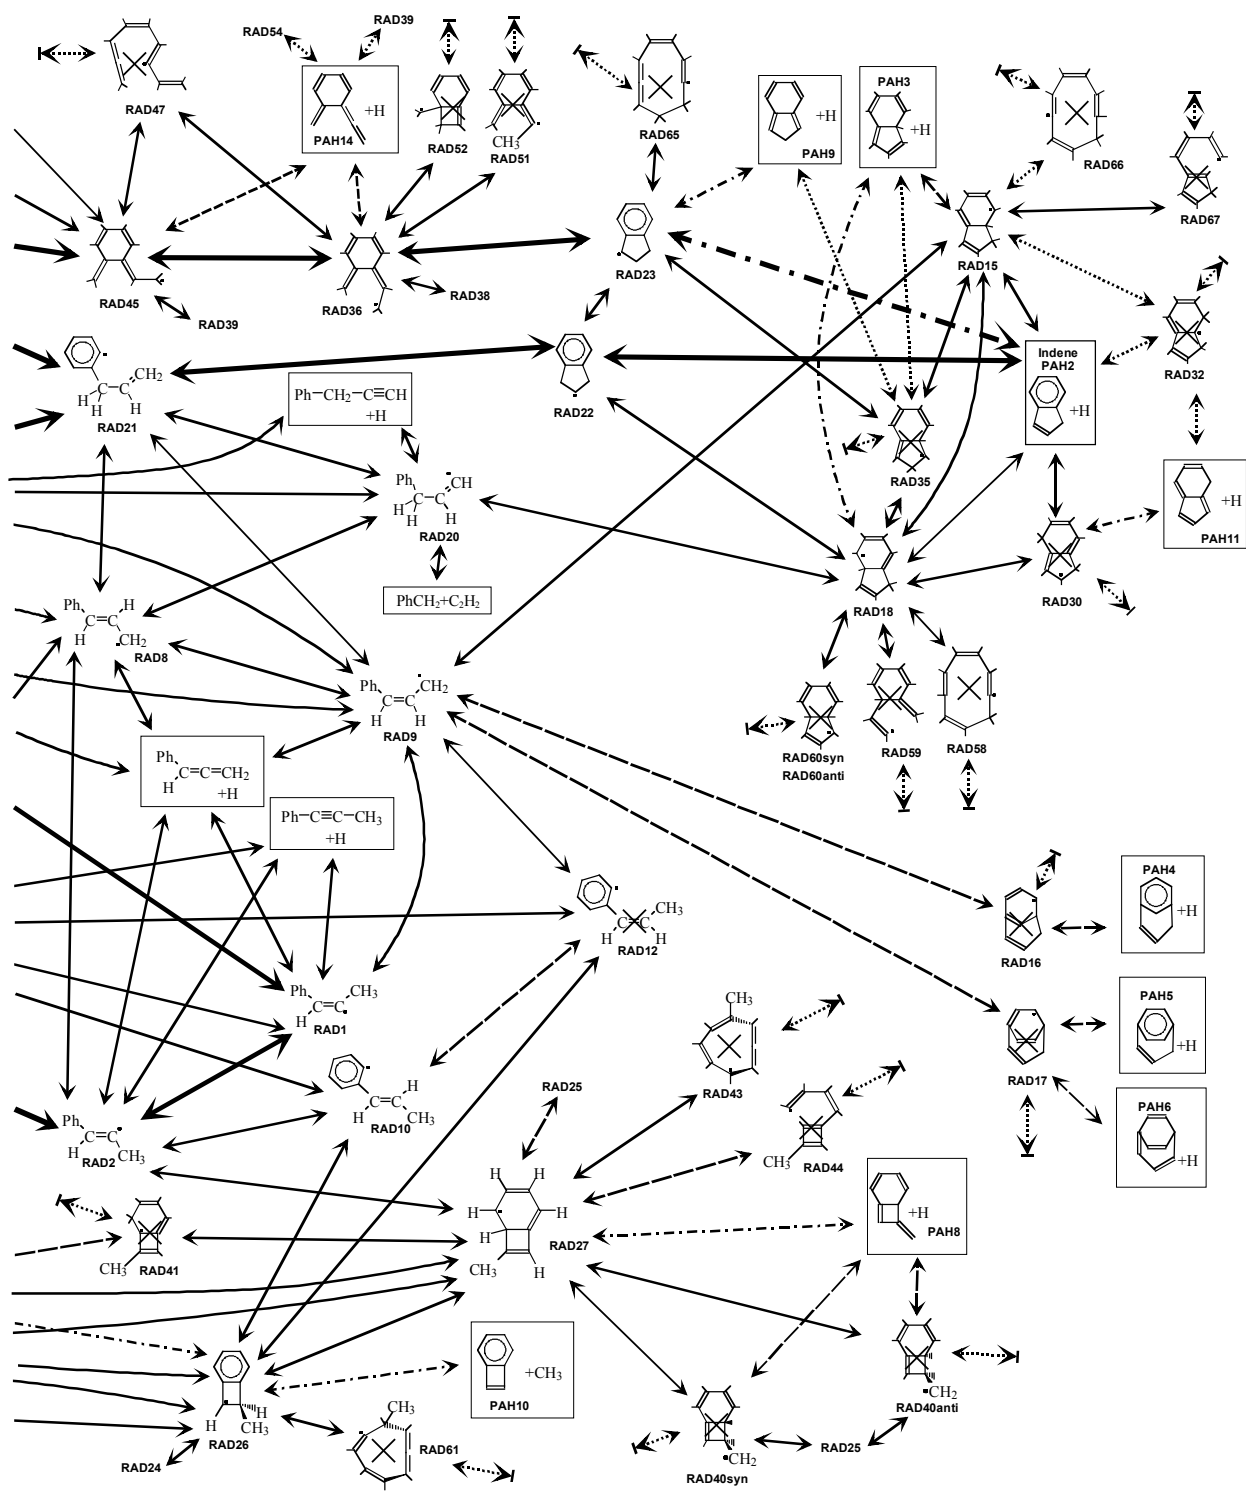 RAD54
RAD39
RAD47
+H
PAH14
RAD52
CH3
RAD51
RAD65
+H
PAH9
PAH3
+H
RAD66
RAD67
RAD45
RAD39
RAD36
RAD38
RAD23
RAD15
RAD32
CH2
C
H
H
C
H
RAD21
Ph−CH2−C≡CH
+H
RAD22
Indene
PAH2
+H
RAD35
Ph
CH
C
H
H
C
H
RAD20
PhCH2+C2H2
+H
PAH11
RAD30
RAD18
Ph
H
C=C
H
CH2
RAD8
Ph
CH2
C=C
H
H
RAD9
RAD60syn
RAD60anti
RAD59
RAD58
Ph
C=C=CH2
H
+H
Ph−C≡C−CH3
+H
CH3
C=C
H
H
RAD12
RAD16
PAH4
+H
Ph
CH3
C=C
H
RAD1
CH3
RAD43
RAD17
PAH5
+H
PAH6
+H
H
C=C
H
CH3
RAD10
RAD25
Ph
C=C
H
CH3
RAD2
CH3
RAD44
H
H
H
H
H
CH3
H
RAD27
+H
PAH8
CH3
RAD41
+CH3
PAH10
CH2
RAD40anti
H
H
CH3
RAD26
RAD24
CH3
RAD61
CH2
RAD40syn
RAD25